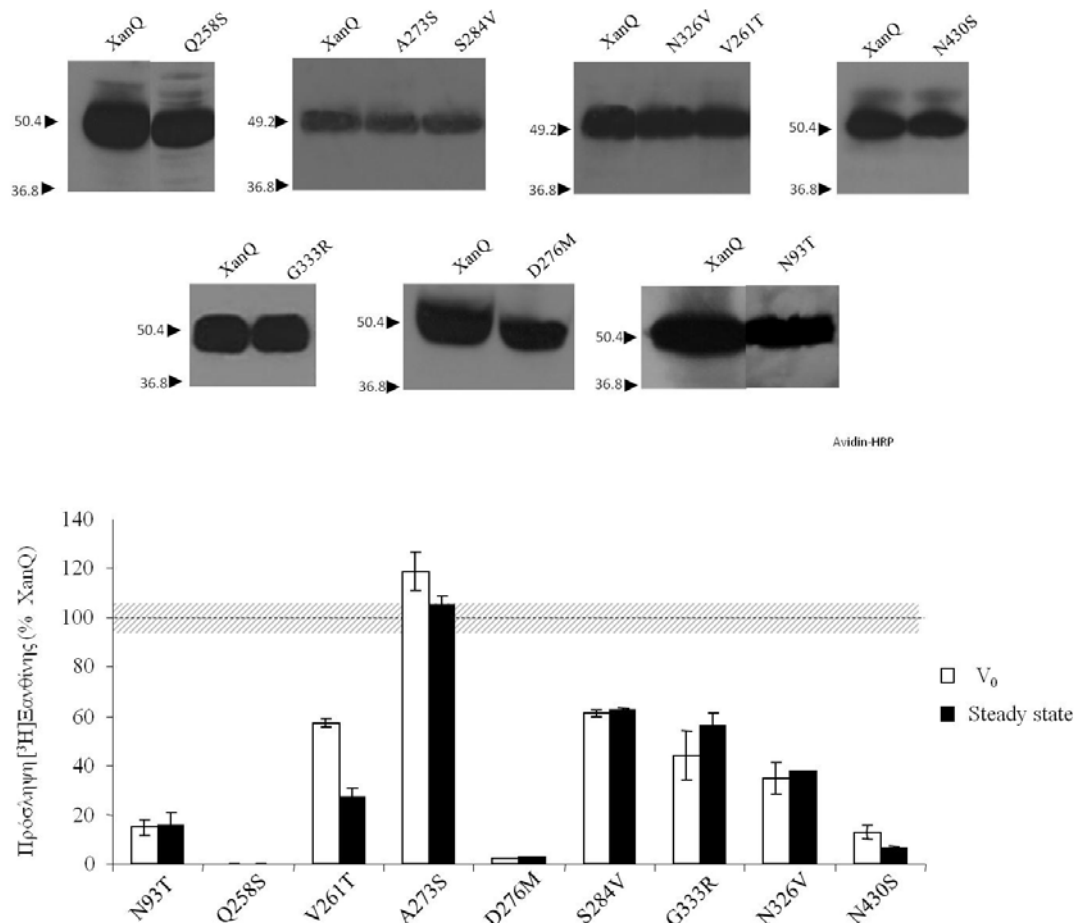 XanQ Q258S
XanQ A273S S284V
XanQ N326V V261T
XanQ N430S
50.4
36.8
49.2
36.8
49.2
36.8
50.4
36.8
XanQ G333R
XanQ D276M
XanQ N93T
50.4
36.8
50.4
36.8
50.4
36.8
Avidin-HRP
Πρόσληψη [³H]Ξανθίνης (% XanQ)
140
120
100
80
60
40
20
0
N93T Q258S V261T A273S D276M S284V G333R N326V N430S
V₀
Steady state